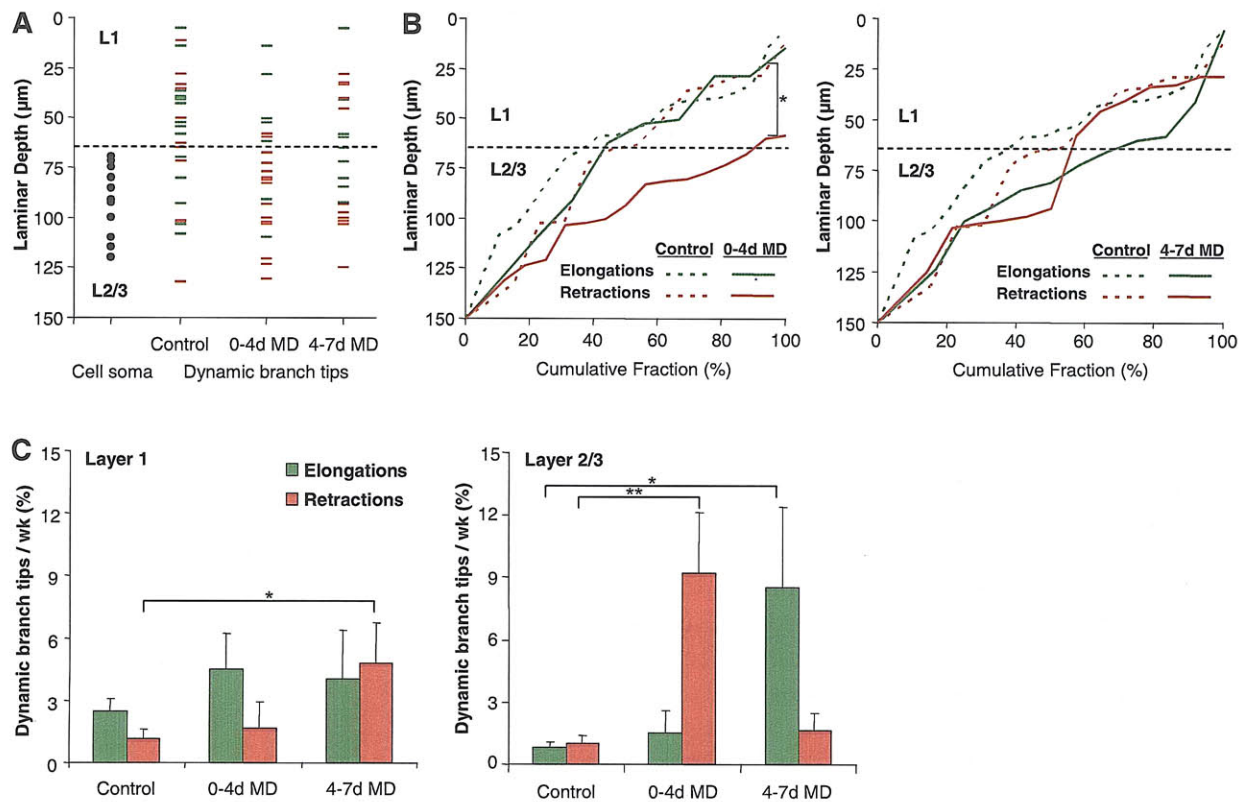 A
Laminar Depth (µm)
0
25
50
75
100
125
150
L1
L2/3
Control
0-4d MD
4-7d MD
Cell soma
Dynamic branch tips
B
Laminar Depth (µm)
0
25
50
75
100
125
150
L1
L2/3
*
Control
0-4d MD
Elongations
Retractions
0
20
40
60
80
100
Cumulative Fraction (%)
Laminar Depth (µm)
0
25
50
75
100
125
150
L1
L2/3
Control
4-7d MD
Elongations
Retractions
0
20
40
60
80
100
Cumulative Fraction (%)
C
Layer 1
Dynamic branch tips / wk (%)
15
12
9
6
3
0
Elongations
Retractions
*
Control
0-4d MD
4-7d MD
Layer 2/3
Dynamic branch tips / wk (%)
15
12
9
6
3
0
*
**
Control
0-4d MD
4-7d MD